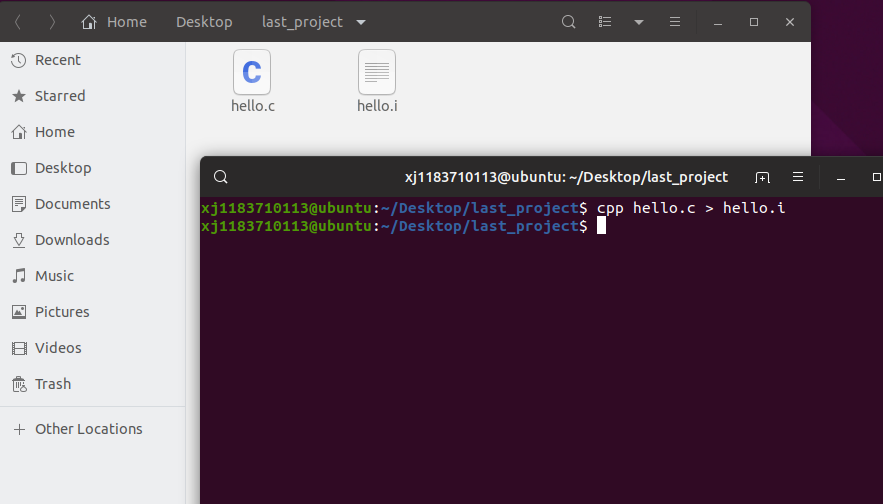 Home Desktop last_project
Recent
Starred
Home
Desktop
Documents
Downloads
Music
Pictures
Videos
Trash
Other Locations
C
hello.c hello.i
xj1183710113@ubuntu: ~/Desktop/last_project
xj1183710113@ubuntu:~/Desktop/last_project$ cpp hello.c > hello.i
xj1183710113@ubuntu:~/Desktop/last_project$